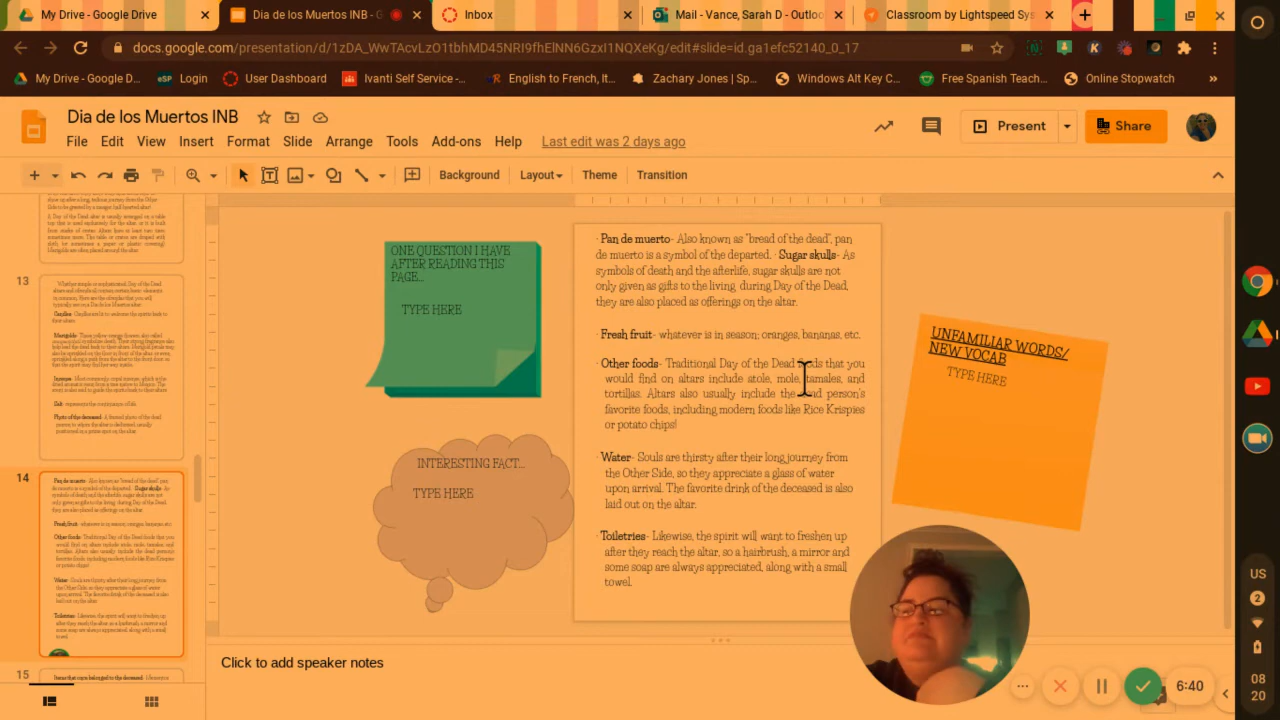 My Drive - Google Drive
Dia de los Muertos INB - G
Inbox
Mail - Vance, Sarah D - Outloo
Classroom by Lightspeed Sys
docs.google.com/presentation/d/1zDA_WwTAcvLzO1tbhMD45NRI9fhElNN6GzxI1NQXeKg/edit#slide=id.ga1efc52140_0_17
My Drive - Google D...
Login
User Dashboard
Ivanti Self Service -...
English to French, It...
Zachary Jones | Sp...
Windows Alt Key C...
Free Spanish Teach...
Online Stopwatch
Dia de los Muertos INB
File Edit View Insert Format Slide Arrange Tools Add-ons Help Last edit was 2 days ago
Present
Share
Background Layout Theme Transition
13
14
15
ONE QUESTION I HAVE
AFTER READING THIS
PAGE...
TYPE HERE
INTERESTING FACT...
TYPE HERE
· Pan de muerto- Also known as "bread of the dead", pan
de muerto is a symbol of the departed. · Sugar skulls- As
symbols of death and the afterlife, sugar skulls are not
only given as gifts to the living, during Day of the Dead,
they are also placed as offerings on the altar.
· Fresh fruit- whatever is in season; oranges, bananas, etc.
· Other foods- Traditional Day of the Dead foods that you
would find on altars include atole, mole, tamales, and
tortillas. Altars also usually include the dead person's
favorite foods, including modern foods like Rice Krispies
or potato chips!
· Water- Souls are thirsty after their long journey from
the Other Side, so they appreciate a glass of water
upon arrival. The favorite drink of the deceased is also
laid out on the altar.
· Toiletries- Likewise, the spirit will want to freshen up
after they reach the altar, so a hairbrush, a mirror and
some soap are always appreciated, along with a small
towel.
UNFAMILIAR WORDS/
NEW VOCAB
TYPE HERE
Click to add speaker notes
6:40
US
2
08
20